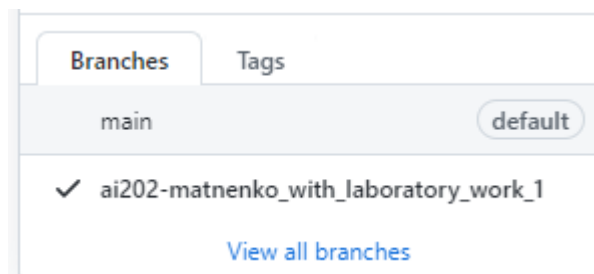 Branches Tags
main default
ai202-matnenko_with_laboratory_work_1
View all branches